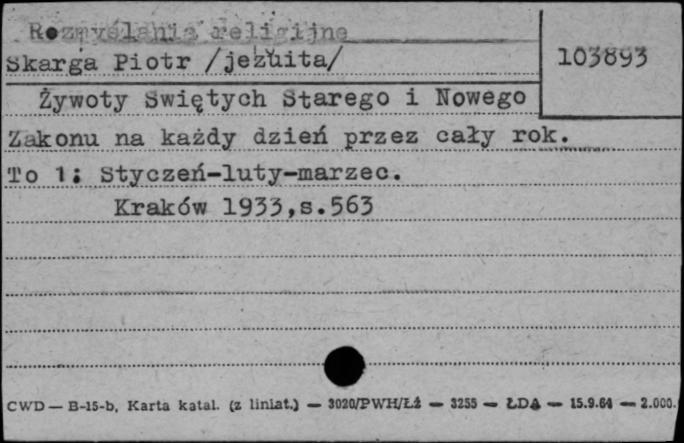 Rozmyślania religijne
Skarga Piotr /jezuita/
103893
Żywoty Świętych Starego i Nowego
Zakonu na każdy dzień przez cały rok.
To 1: Styczeń-luty-marzec.
Kraków 1933,s.563
CWD — B-15-b, Karta katal. (z liniat.) — 3020/PWH/Łź — 3255 — ŁDA — 15.9.64 — 2.000.